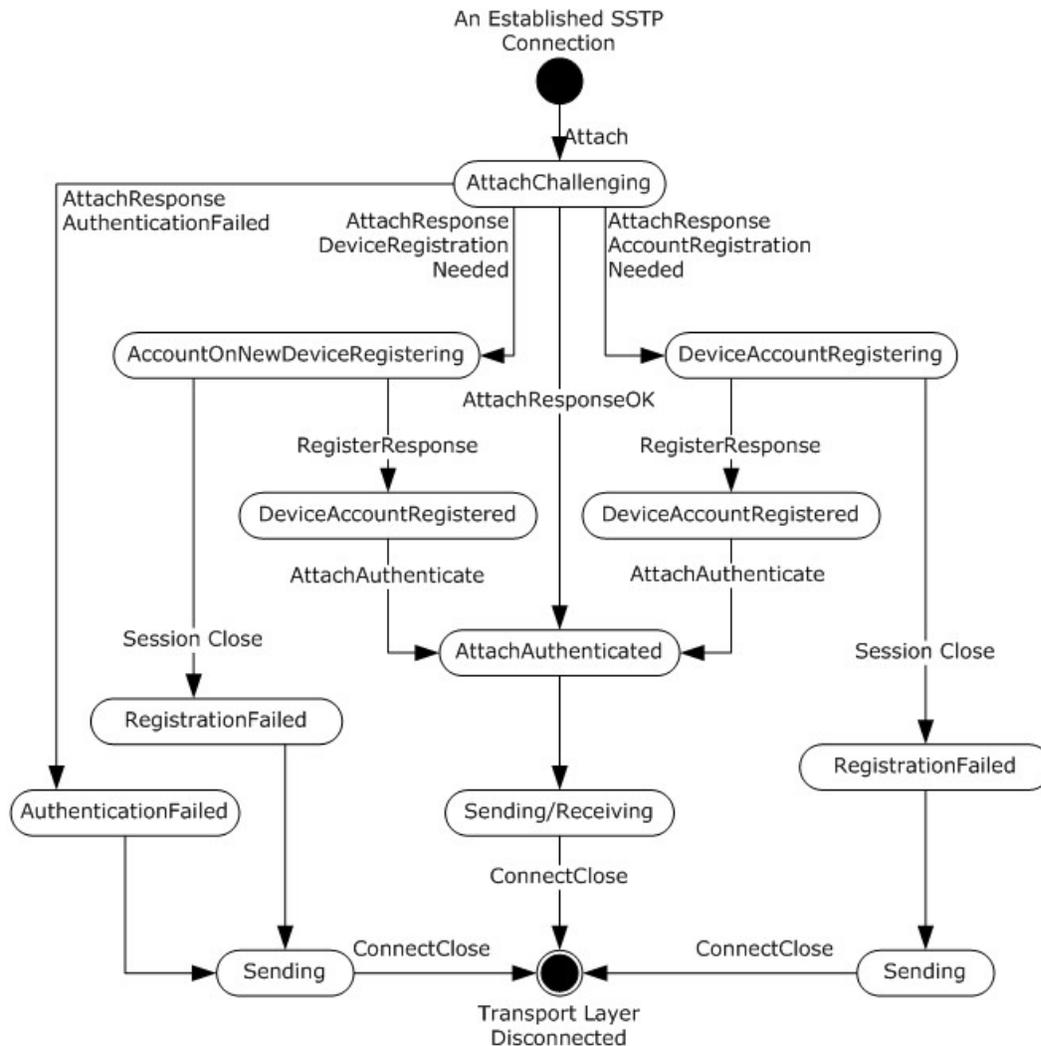 An Established SSTP
Connection
Attach
AttachChallenging
AttachResponse
AuthenticationFailed
AttachResponse
DeviceRegistration
Needed
AttachResponse
AccountRegistration
Needed
AccountOnNewDeviceRegistering
DeviceAccountRegistering
AttachResponseOK
RegisterResponse
RegisterResponse
DeviceAccountRegistered
DeviceAccountRegistered
AttachAuthenticate
AttachAuthenticate
Session Close
AttachAuthenticated
Session Close
RegistrationFailed
RegistrationFailed
AuthenticationFailed
Sending/Receiving
ConnectClose
ConnectClose
ConnectClose
Sending
Sending
Transport Layer
Disconnected